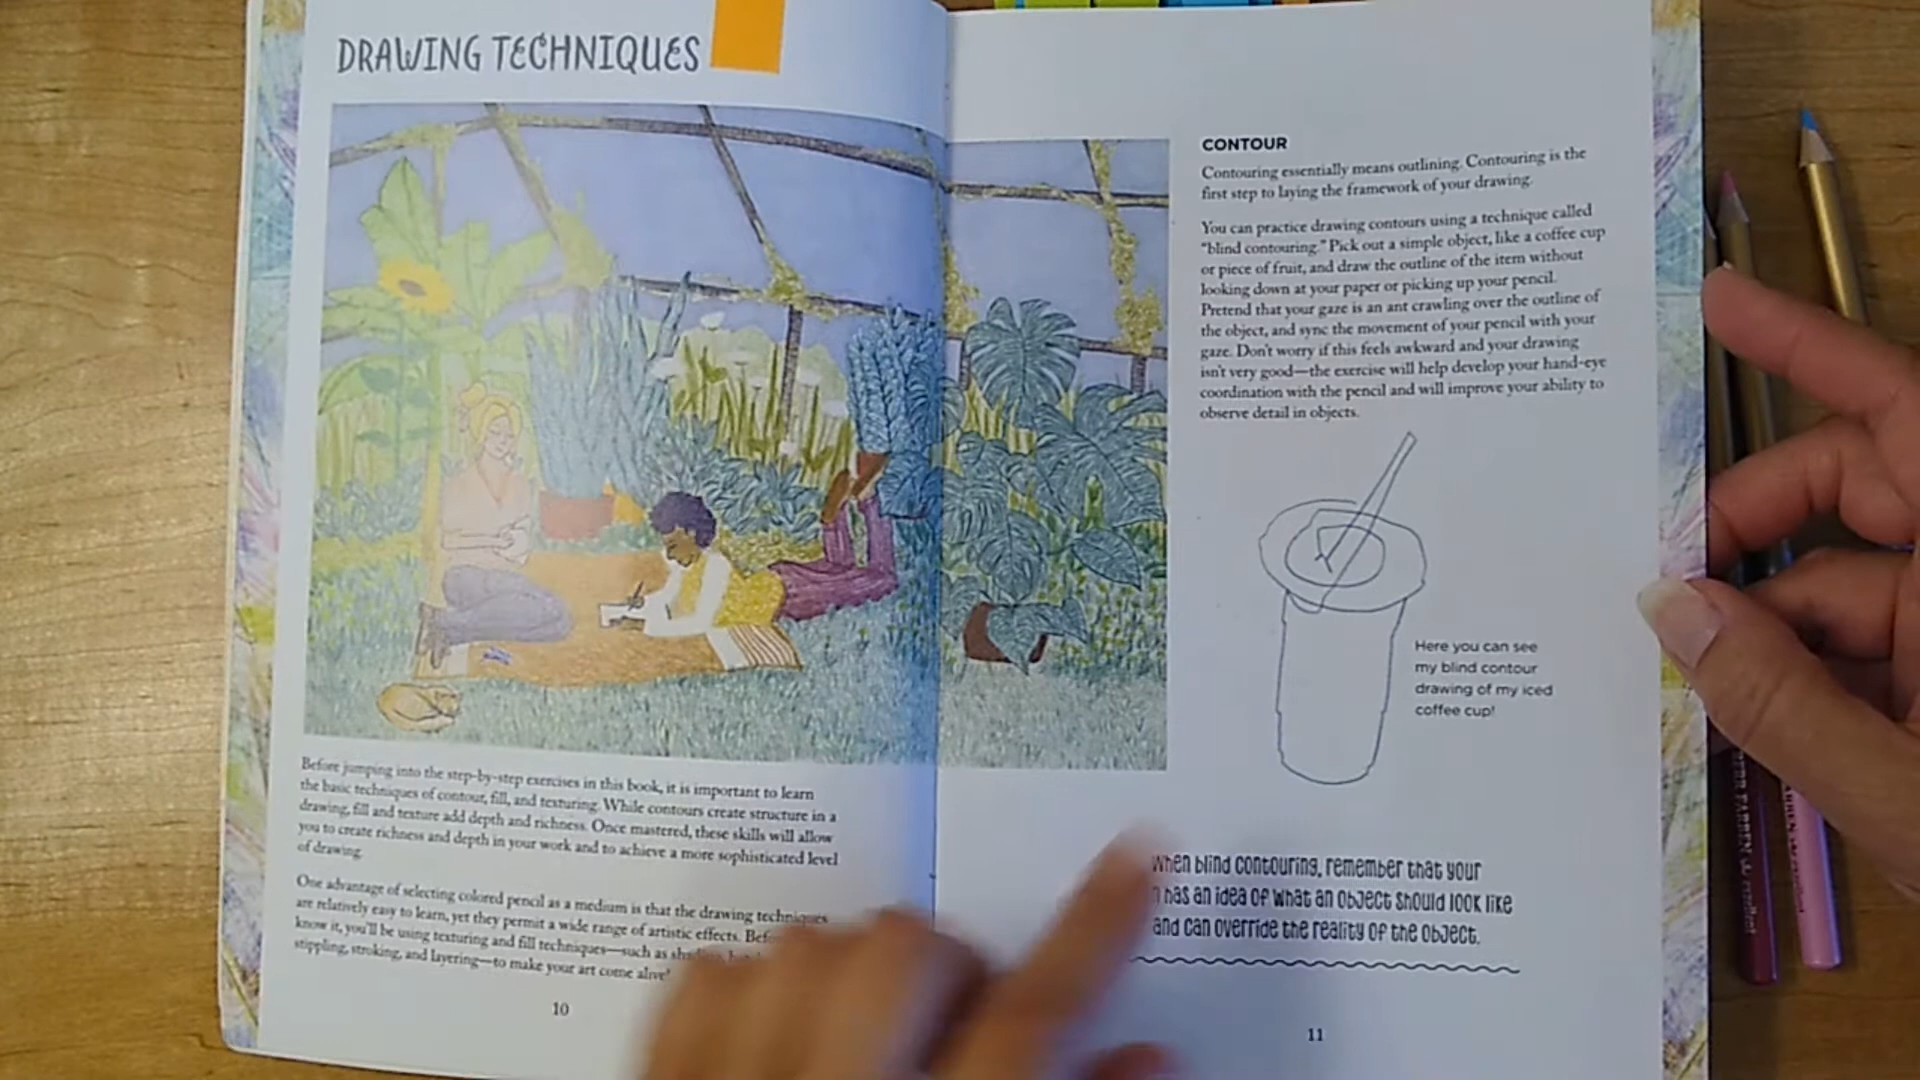 DRAWING TECHNIQUES
Before jumping into the step-by-step exercises in this book, it is important to learn
the basic techniques of contour, fill, and texturing. While contours create structure in a
drawing, fill and texture add depth and richness. Once mastered, these skills will allow
you to create richness and depth in your work and to achieve a more sophisticated level
of drawing.
One advantage of selecting colored pencil as a medium is that the drawing techniques
are relatively easy to learn, yet they permit a wide range of artistic effects.
know it, you'll be using texturing and fill techniques—such as
stippling, stroking, and layering—to make your art come alive!
10
CONTOUR
Contouring essentially means outlining. Contouring is the
first step to laying the framework of your drawing.
You can practice drawing contours using a technique called
"blind contouring." Pick out a simple object, like a coffee cup
or piece of fruit, and draw the outline of the item without
looking down at your paper or picking up your pencil.
Pretend that your gaze is an ant crawling over the outline of
the object, and sync the movement of your pencil with your
gaze. Don't worry if this feels awkward and your drawing
isn't very good—the exercise will help develop your hand-eye
coordination with the pencil and will improve your ability to
observe detail in objects.
Here you can see
my blind contour
drawing of my iced
coffee cup!
When blind contouring, remember that your
has an idea of what an object should look like
and can override the reality of the object.
11